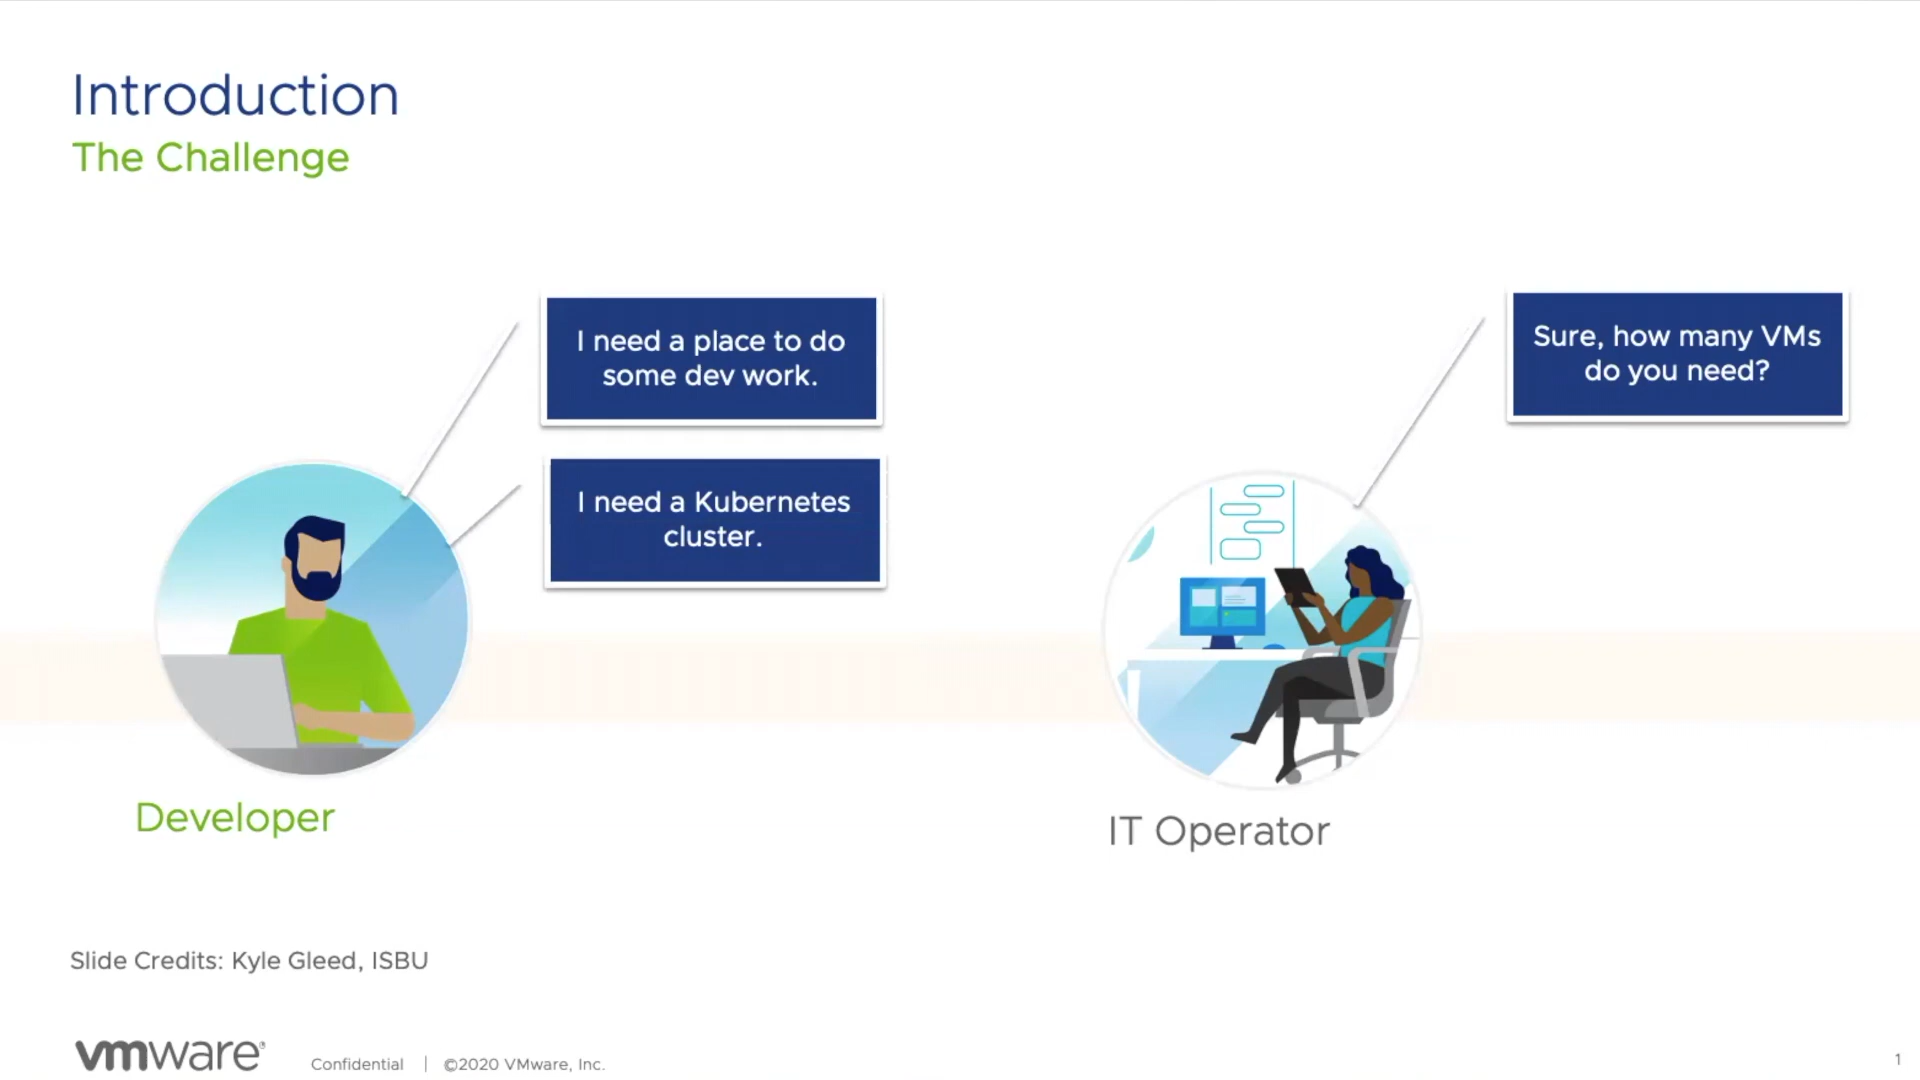 Introduction
The Challenge
I need a place to do
some dev work.
I need a Kubernetes
cluster.
Sure, how many VMs
do you need?
Developer
IT Operator
Slide Credits: Kyle Gleed, ISBU
vmware®
Confidential | ©2020 VMware, Inc.
1